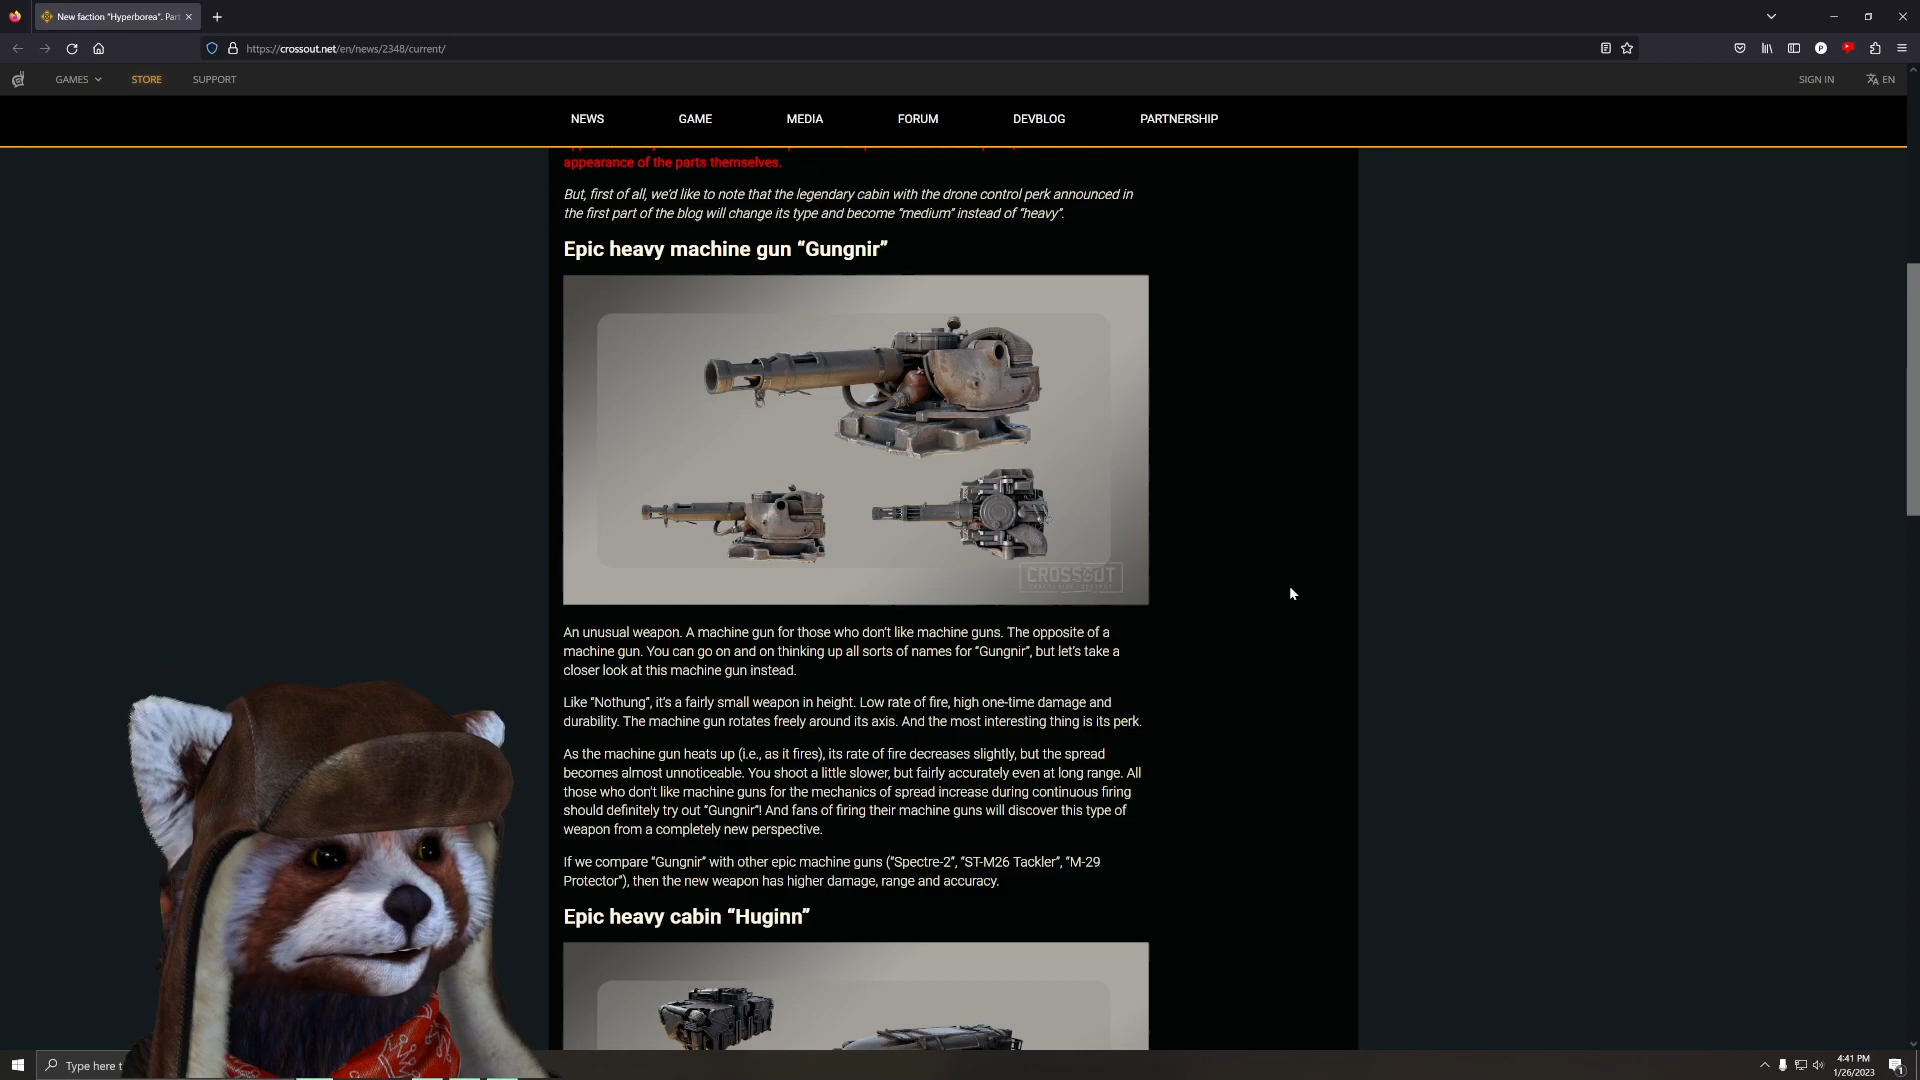 New faction "Hyperborea". Part
https://crossout.net/en/news/2348/current/
GAMES STORE SUPPORT SIGN IN EN
NEWS GAME MEDIA FORUM DEVBLOG PARTNERSHIP
appearance of the parts themselves.
But, first of all, we'd like to note that the legendary cabin with the drone control perk announced in
the first part of the blog will change its type and become “medium” instead of “heavy”.
Epic heavy machine gun “Gungnir”
CROSSOUT
An unusual weapon. A machine gun for those who don't like machine guns. The opposite of a
machine gun. You can go on and on thinking up all sorts of names for “Gungnir”, but let's take a
closer look at this machine gun instead.
Like “Nothung”, it's a fairly small weapon in height. Low rate of fire, high one-time damage and
durability. The machine gun rotates freely around its axis. And the most interesting thing is its perk.
As the machine gun heats up (i.e., as it fires), its rate of fire decreases slightly, but the spread
becomes almost unnoticeable. You shoot a little slower, but fairly accurately even at long range. All
those who don't like machine guns for the mechanics of spread increase during continuous firing
should definitely try out “Gungnir”! And fans of firing their machine guns will discover this type of
weapon from a completely new perspective.
If we compare “Gungnir” with other epic machine guns (“Spectre-2”, “ST-M26 Tackler”, “M-29
Protector”), then the new weapon has higher damage, range and accuracy.
Epic heavy cabin “Huginn”
Type here t
4:41 PM
1/26/2023